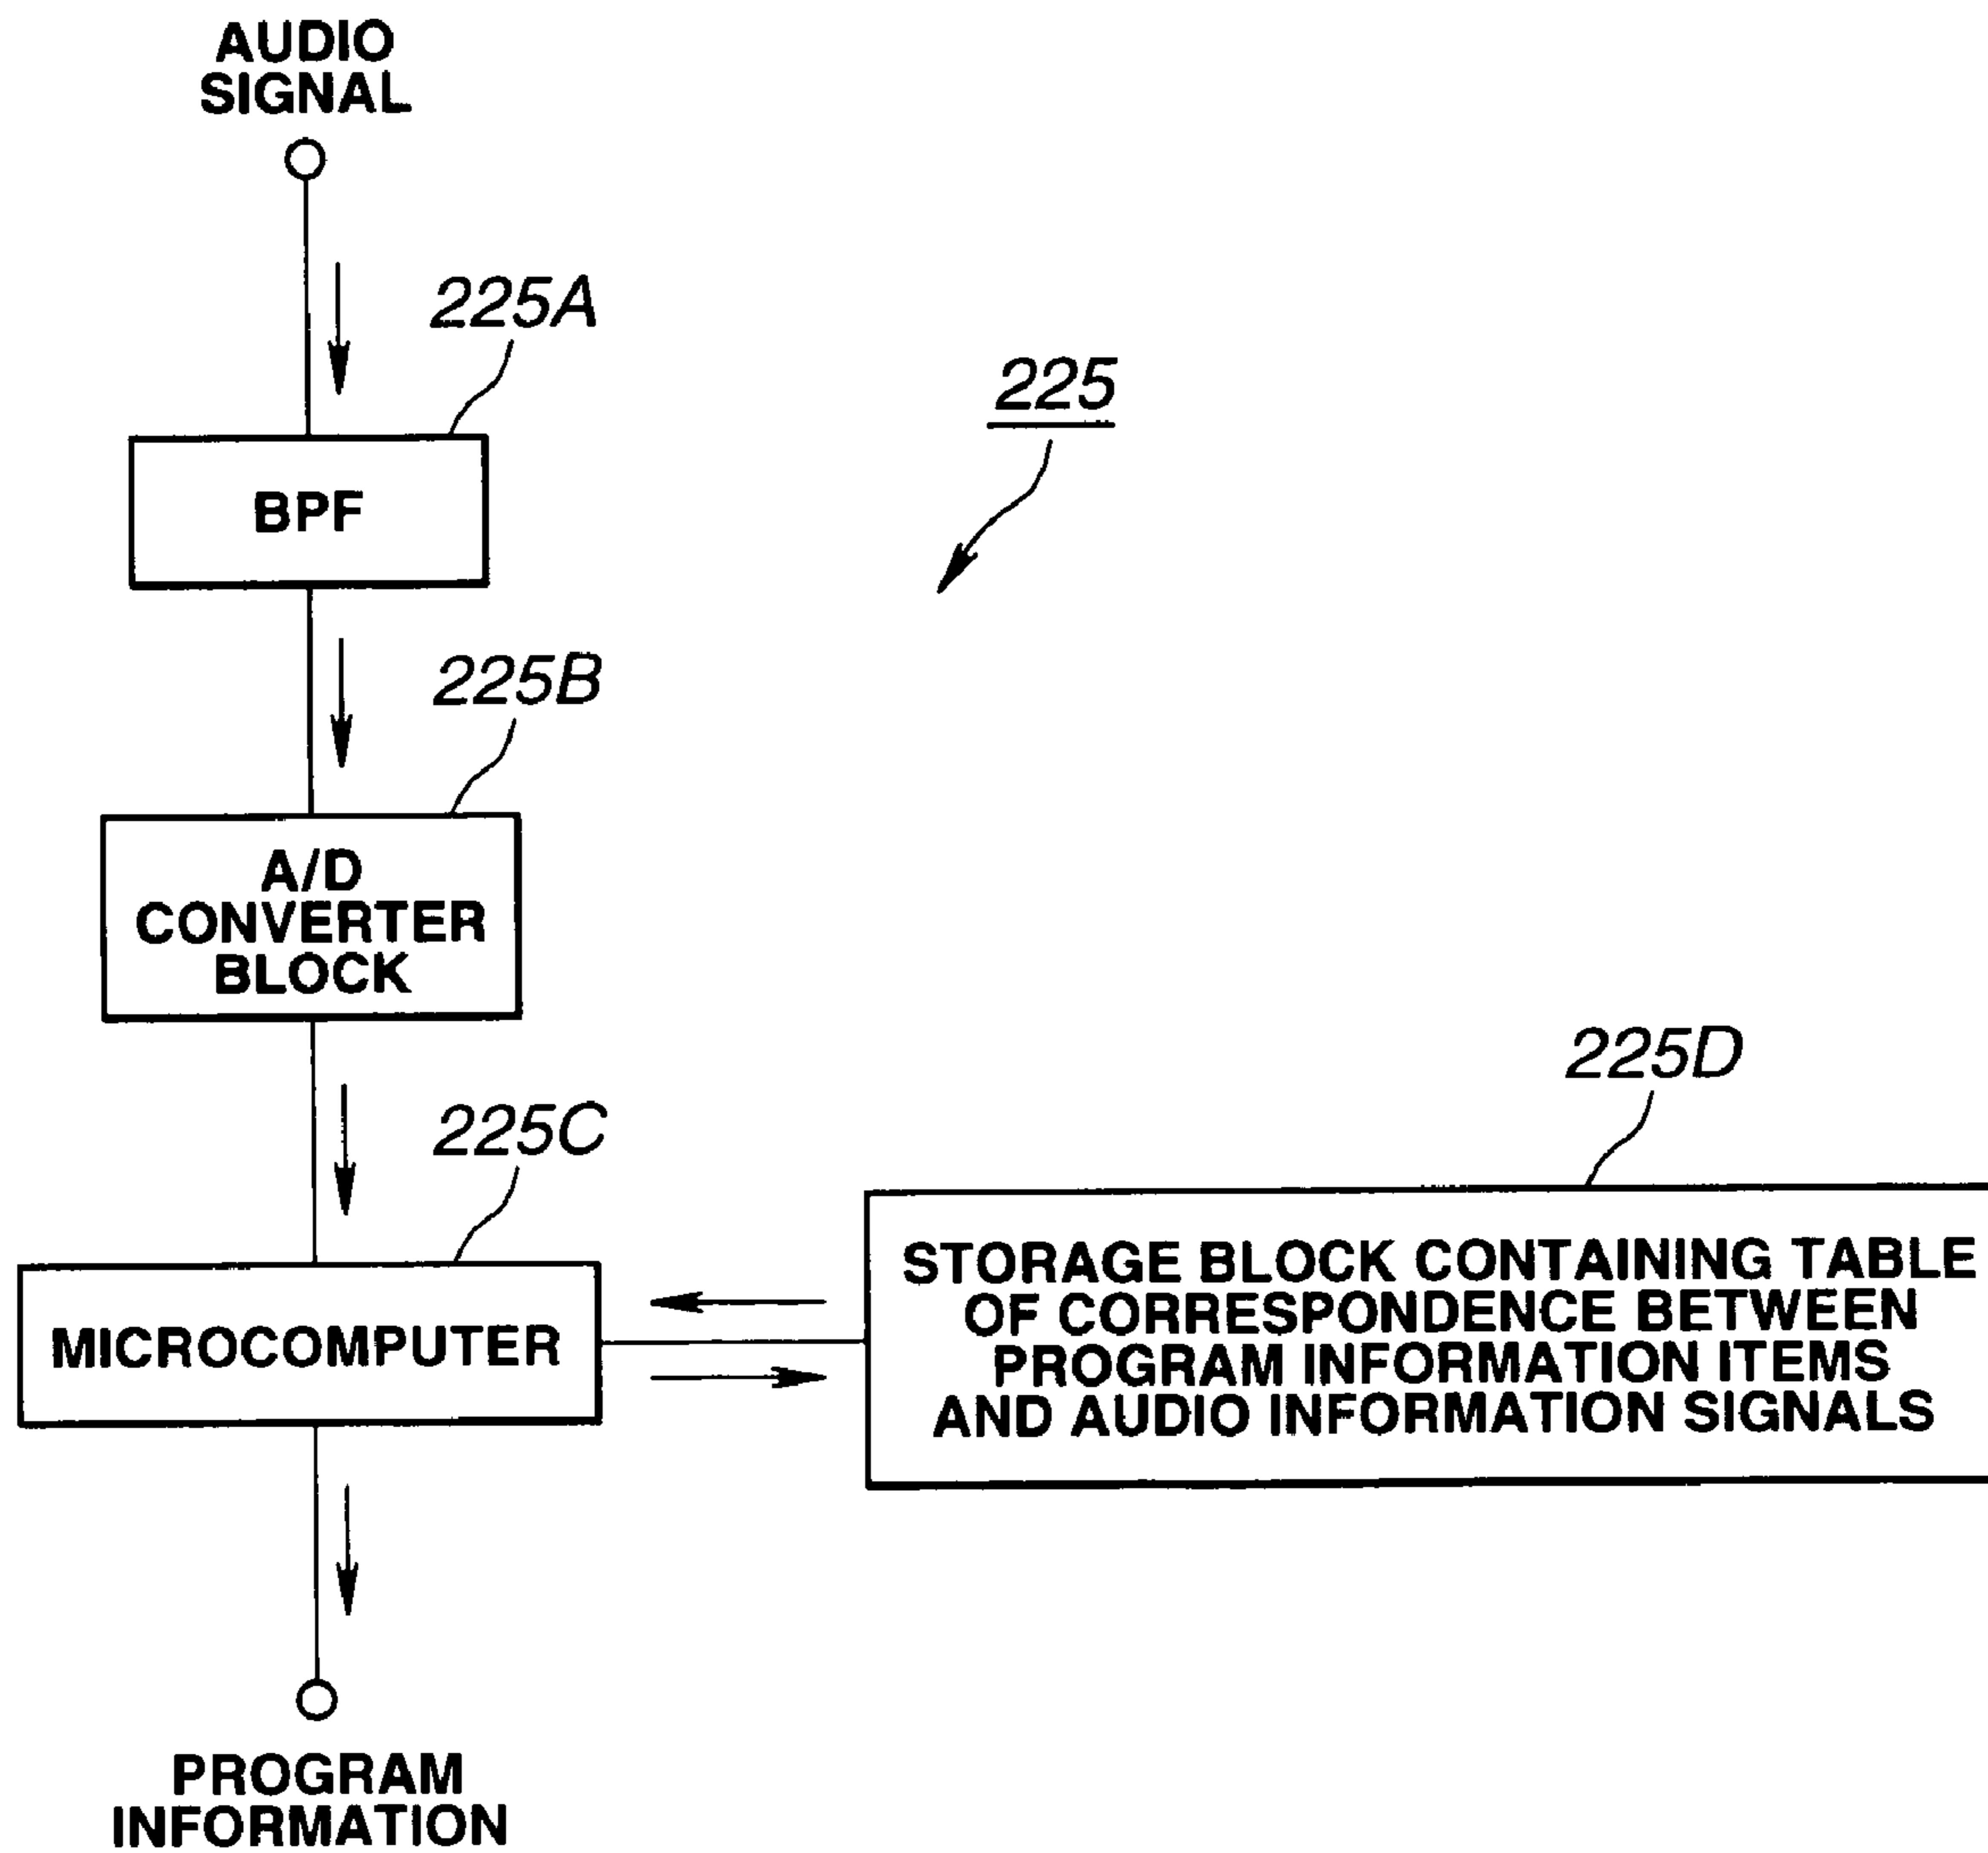 AUDIO
SIGNAL
225A
225
BPF
225B
A/D
CONVERTER
BLOCK
225C
225D
MICROCOMPUTER
STORAGE BLOCK CONTAINING TABLE
OF CORRESPONDENCE BETWEEN
PROGRAM INFORMATION ITEMS
AND AUDIO INFORMATION SIGNALS
PROGRAM
INFORMATION